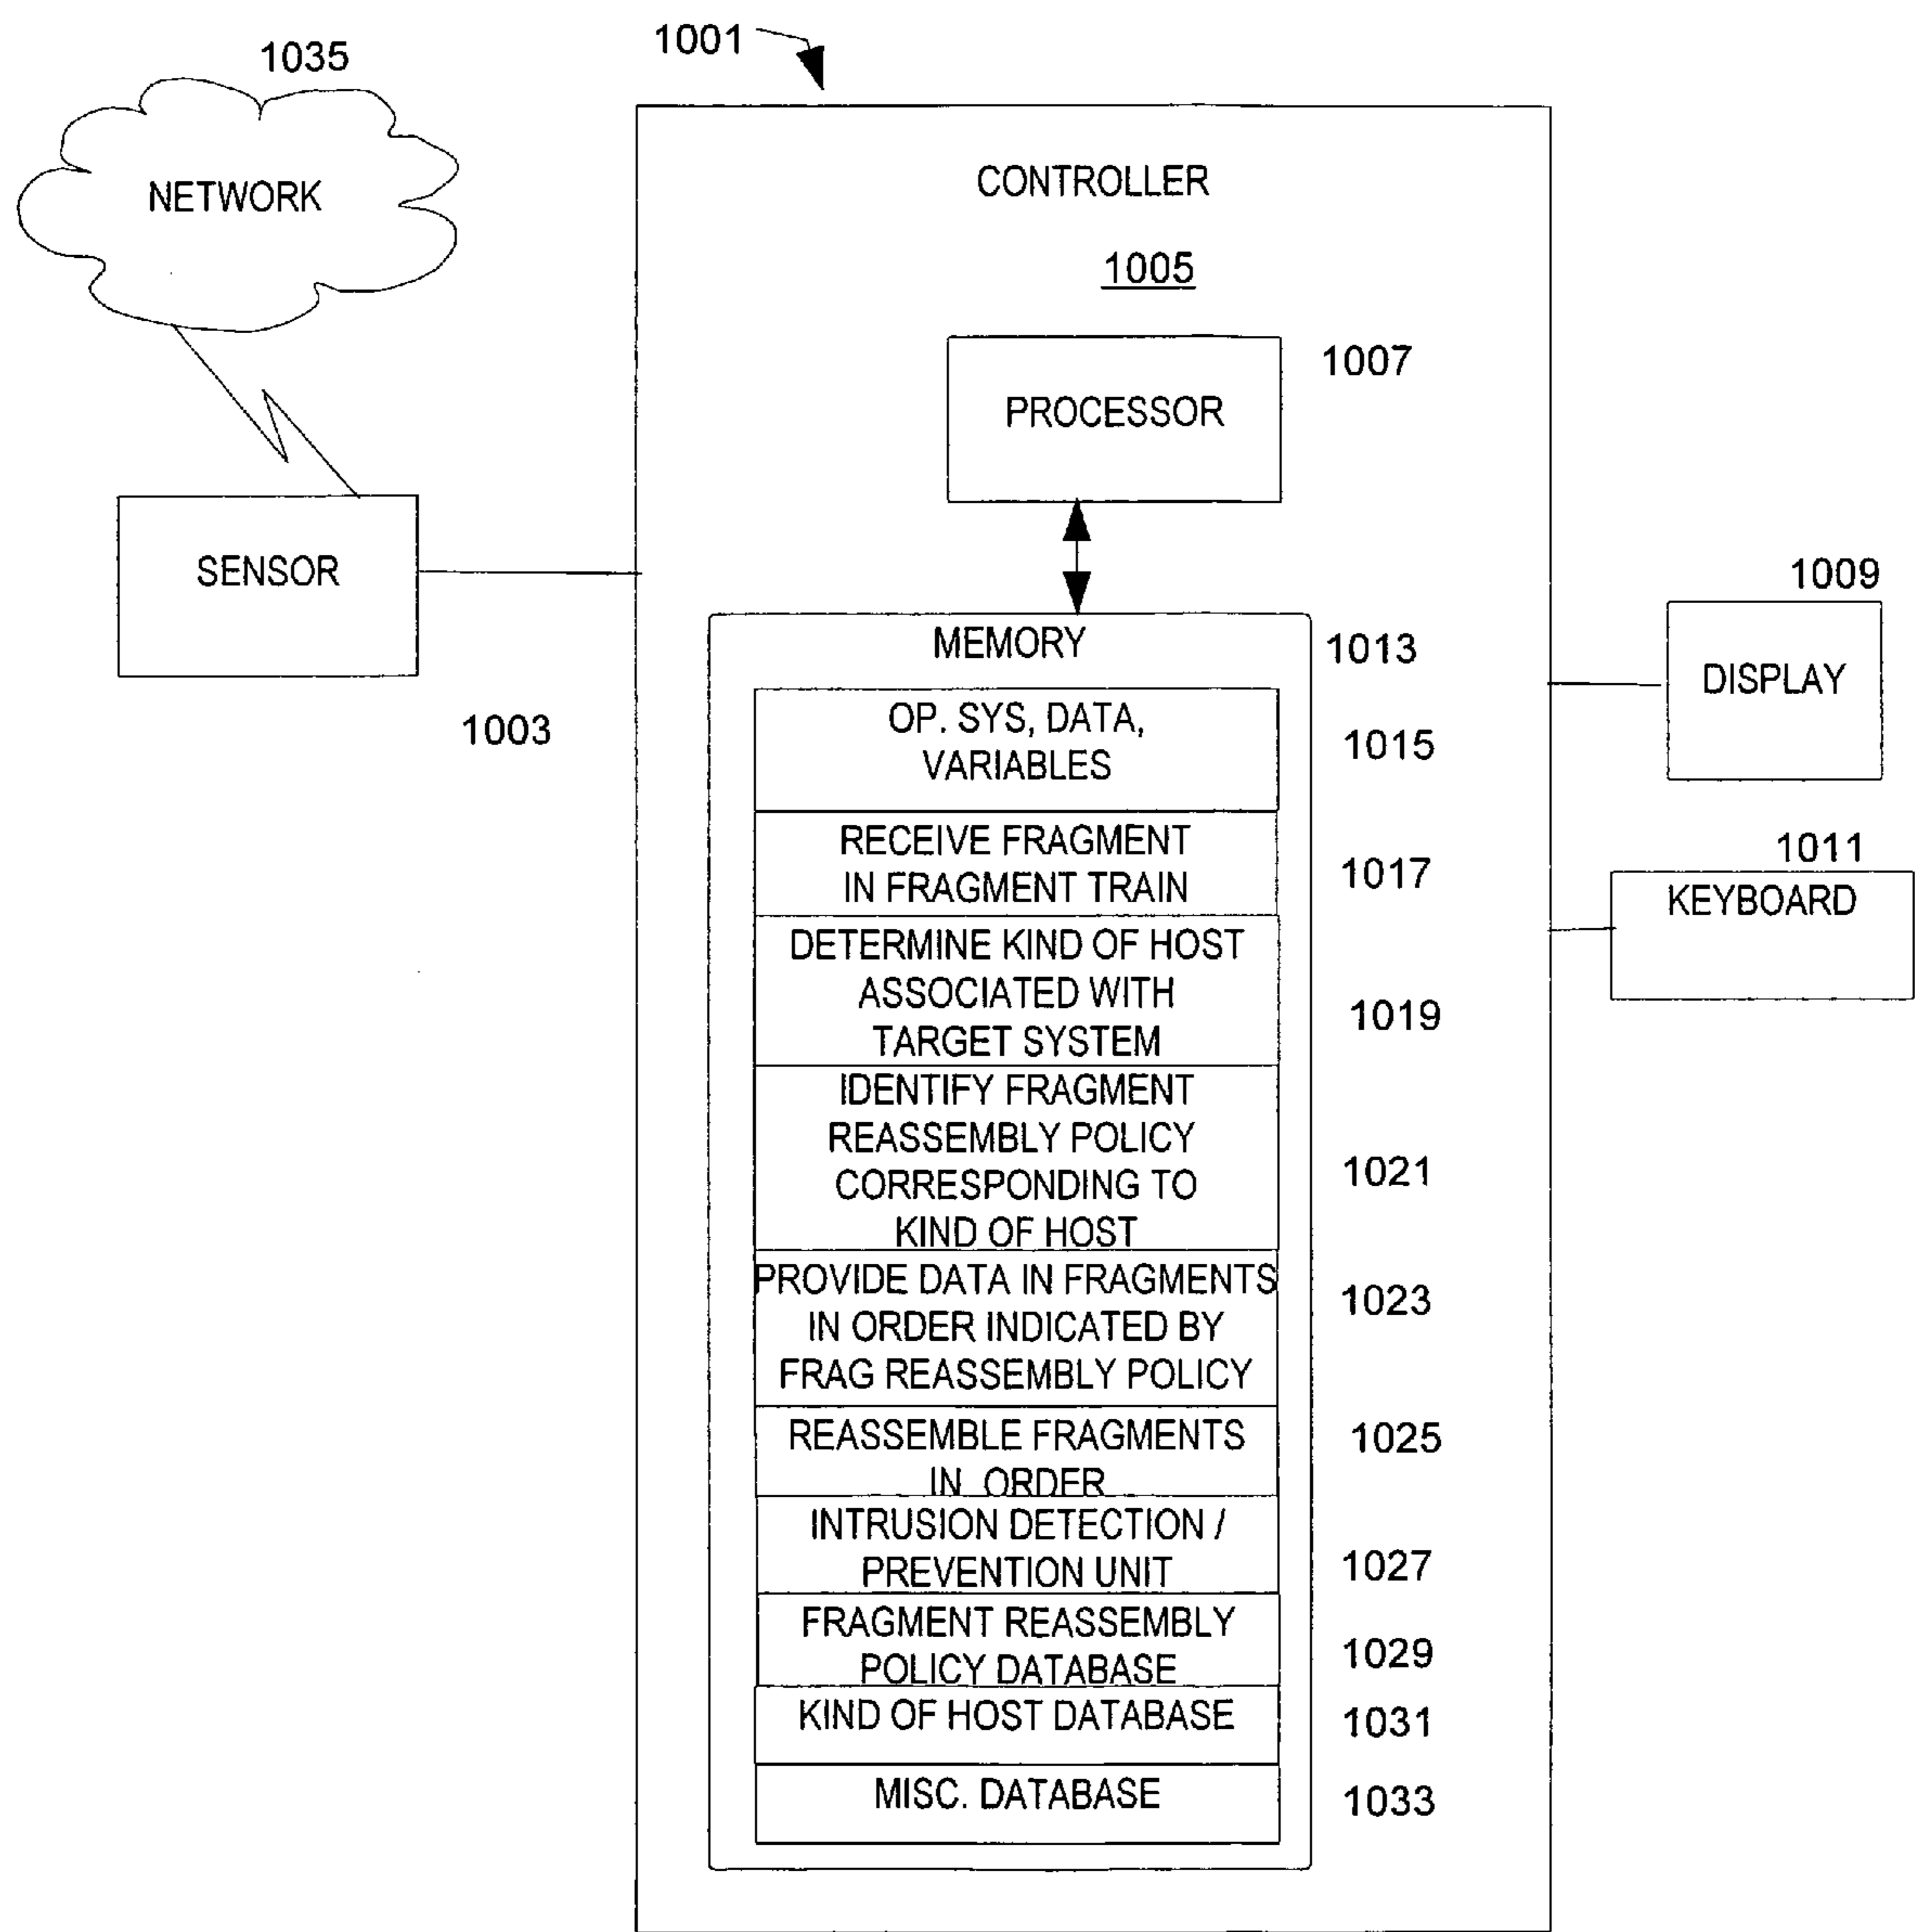 1035
NETWORK
1001
CONTROLLER
1005
PROCESSOR
1007
SENSOR
1003
MEMORY
1013
OP. SYS, DATA,
VARIABLES
1015
RECEIVE FRAGMENT
IN FRAGMENT TRAIN
1017
DETERMINE KIND OF HOST
ASSOCIATED WITH
TARGET SYSTEM
1019
IDENTIFY FRAGMENT
REASSEMBLY POLICY
CORRESPONDING TO
KIND OF HOST
1021
PROVIDE DATA IN FRAGMENTS
IN ORDER INDICATED BY
FRAG REASSEMBLY POLICY
1023
REASSEMBLE FRAGMENTS
IN ORDER
1025
INTRUSION DETECTION /
PREVENTION UNIT
1027
FRAGMENT REASSEMBLY
POLICY DATABASE
1029
KIND OF HOST DATABASE
1031
MISC. DATABASE
1033
1009
DISPLAY
1011
KEYBOARD